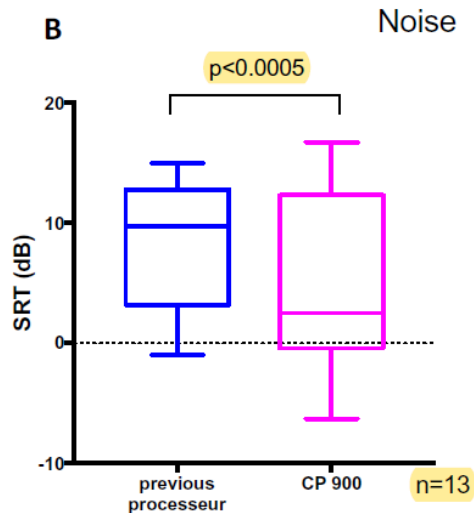 B
Noise
p<0.0005
20
10
0
-10
SRT (dB)
previous
processeur
CP 900
n=13